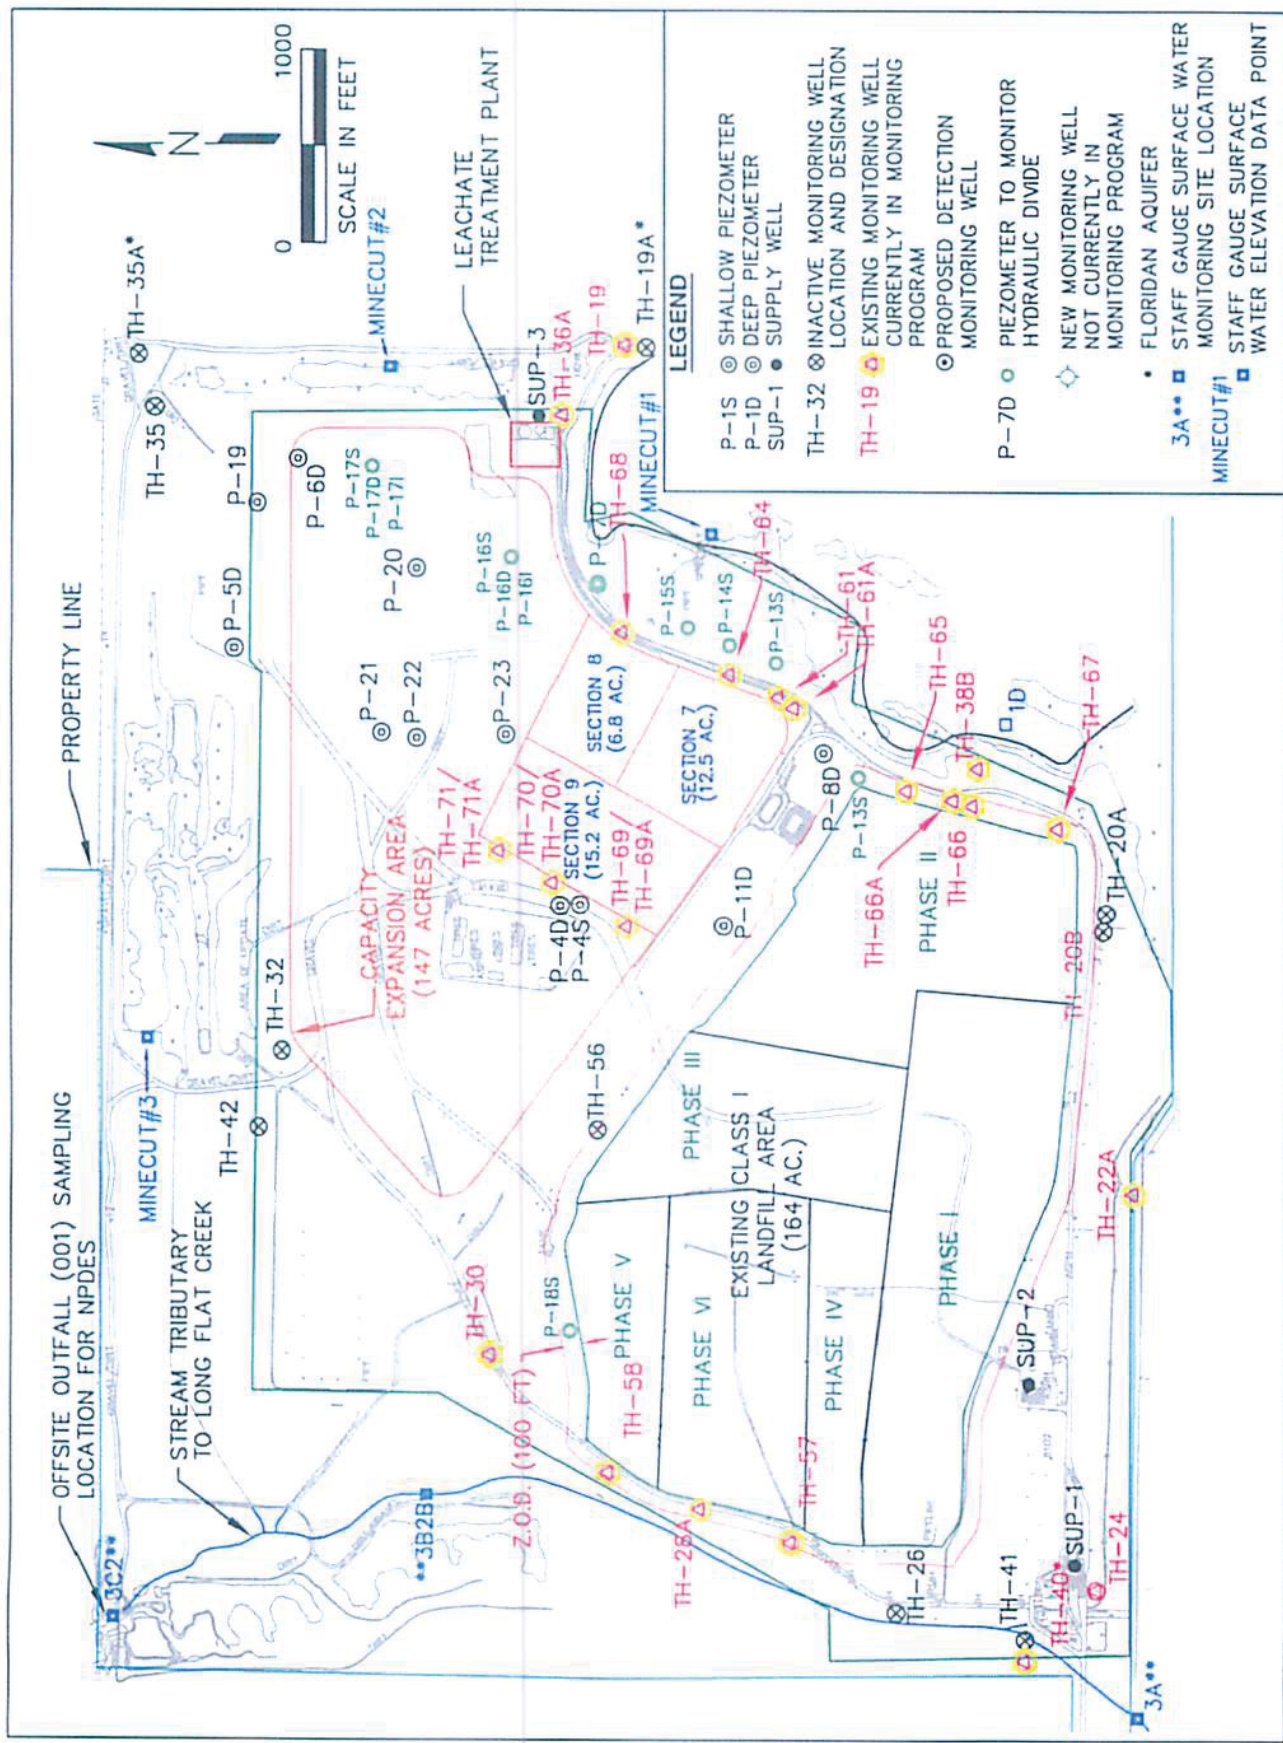 OFFSITE OUTFALL (001) SAMPLING
LOCATION FOR NPDES
3C2**
STREAM TRIBUTARY
TO LONG FLAT CREEK
**3B2B
MINECUT#3
PROPERTY LINE
TH-42
TH-32
P-5D
P-19
TH-35
TH-35A*
N
0
1000
SCALE IN FEET
MINECUT#2
P-6D
P-17S
P-17D
P-17I
P-20
P-21
P-22
P-23
P-16S
P-16D
P-16I
CAPACITY
EXPANSION AREA
(147 ACRES)
LEACHATE
TREATMENT PLANT
SUP-3
TH-36A
TH-19
TH-19A*
TH-71/
TH-71A
TH-70/
TH-70A
SECTION 9
(15.2 AC.)
TH-69/
TH-69A
SECTION 8
(6.8 AC.)
SECTION 7
(12.5 AC.)
P-4D
P-4S
TH-68
MINECUT#1
P-15S
P-14S
P-13S
TH-64
TH-61
TH-61A
TH-65
TH-38B
1D
TH-67
P-8D
P-13S
P-11D
TH-66A
TH-66
PHASE II
TH-20A
TH-30
TH-56
P-18S
Z.O.D. (100 FT)
PHASE V
PHASE III
TH-58
PHASE VI
EXISTING CLASS I
LANDFILL AREA
(164 AC.)
TH-28A
PHASE IV
TH-57
PHASE I
TH-22A
SUP-2
TH-26
TH-41
TH-40*
SUP-1
TH-24
3A**
LEGEND
P-1S SHALLOW PIEZOMETER
P-1D DEEP PIEZOMETER
SUP-1 SUPPLY WELL
TH-32 INACTIVE MONITORING WELL
LOCATION AND DESIGNATION
TH-19 EXISTING MONITORING WELL
CURRENTLY IN MONITORING
PROGRAM
PROPOSED DETECTION
MONITORING WELL
P-7D PIEZOMETER TO MONITOR
HYDRAULIC DIVIDE
NEW MONITORING WELL
NOT CURRENTLY IN
MONITORING PROGRAM
* FLORIDAN AQUIFER
3A** STAFF GAUGE SURFACE WATER
MONITORING SITE LOCATION
MINECUT#1 STAFF GAUGE SURFACE
WATER ELEVATION DATA POINT